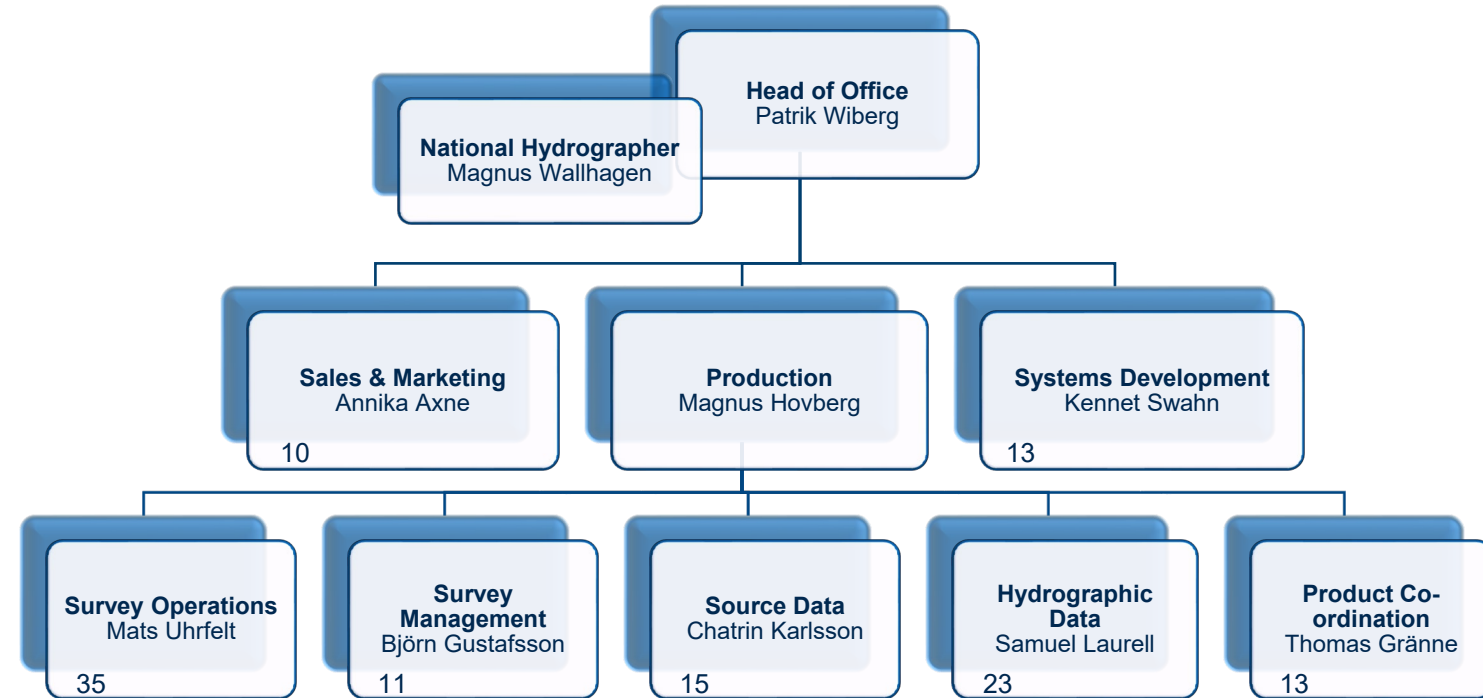 Head of Office
Patrik Wiberg
National Hydrographer
Magnus Wallhagen
Sales & Marketing
Annika Axne
10
Production
Magnus Hovberg
Systems Development
Kennet Swahn
13
Survey Operations
Mats Uhrfelt
35
Survey
Management
Björn Gustafsson
11
Source Data
Chatrin Karlsson
15
Hydrographic
Data
Samuel Laurell
23
Product Co-
ordination
Thomas Gränne
13